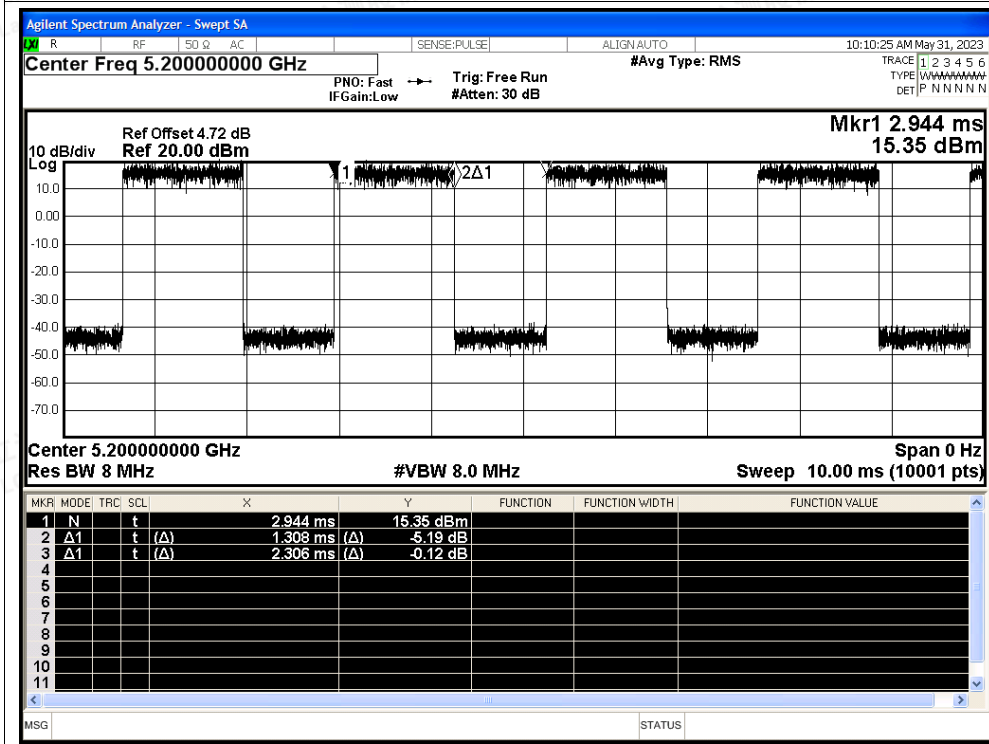 Agilent Spectrum Analyzer - Swept SA
LXI R RF 50 Ω AC SENSE:PULSE ALIGN AUTO 10:10:25 AM May 31, 2023
Center Freq 5.200000000 GHz #Avg Type: RMS TRACE 1 2 3 4 5 6
PNO: Fast Trig: Free Run TYPE
IFGain:Low #Atten: 30 dB DET P N N N N N
Mkr1 2.944 ms
Ref Offset 4.72 dB
10 dB/div Ref 20.00 dBm 15.35 dBm
Log
1 2Δ1
10.0
0.00
-10.0
-20.0
-30.0
-40.0
-50.0
-60.0
-70.0
Center 5.200000000 GHz Span 0 Hz
Res BW 8 MHz #VBW 8.0 MHz Sweep 10.00 ms (10001 pts)
MKR MODE TRC SCL X Y FUNCTION FUNCTION WIDTH FUNCTION VALUE
1 N t 2.944 ms 15.35 dBm
2 Δ1 t (Δ) 1.308 ms (Δ) -5.19 dB
3 Δ1 t (Δ) 2.306 ms (Δ) -0.12 dB
4
5
6
7
8
9
10
11
MSG STATUS